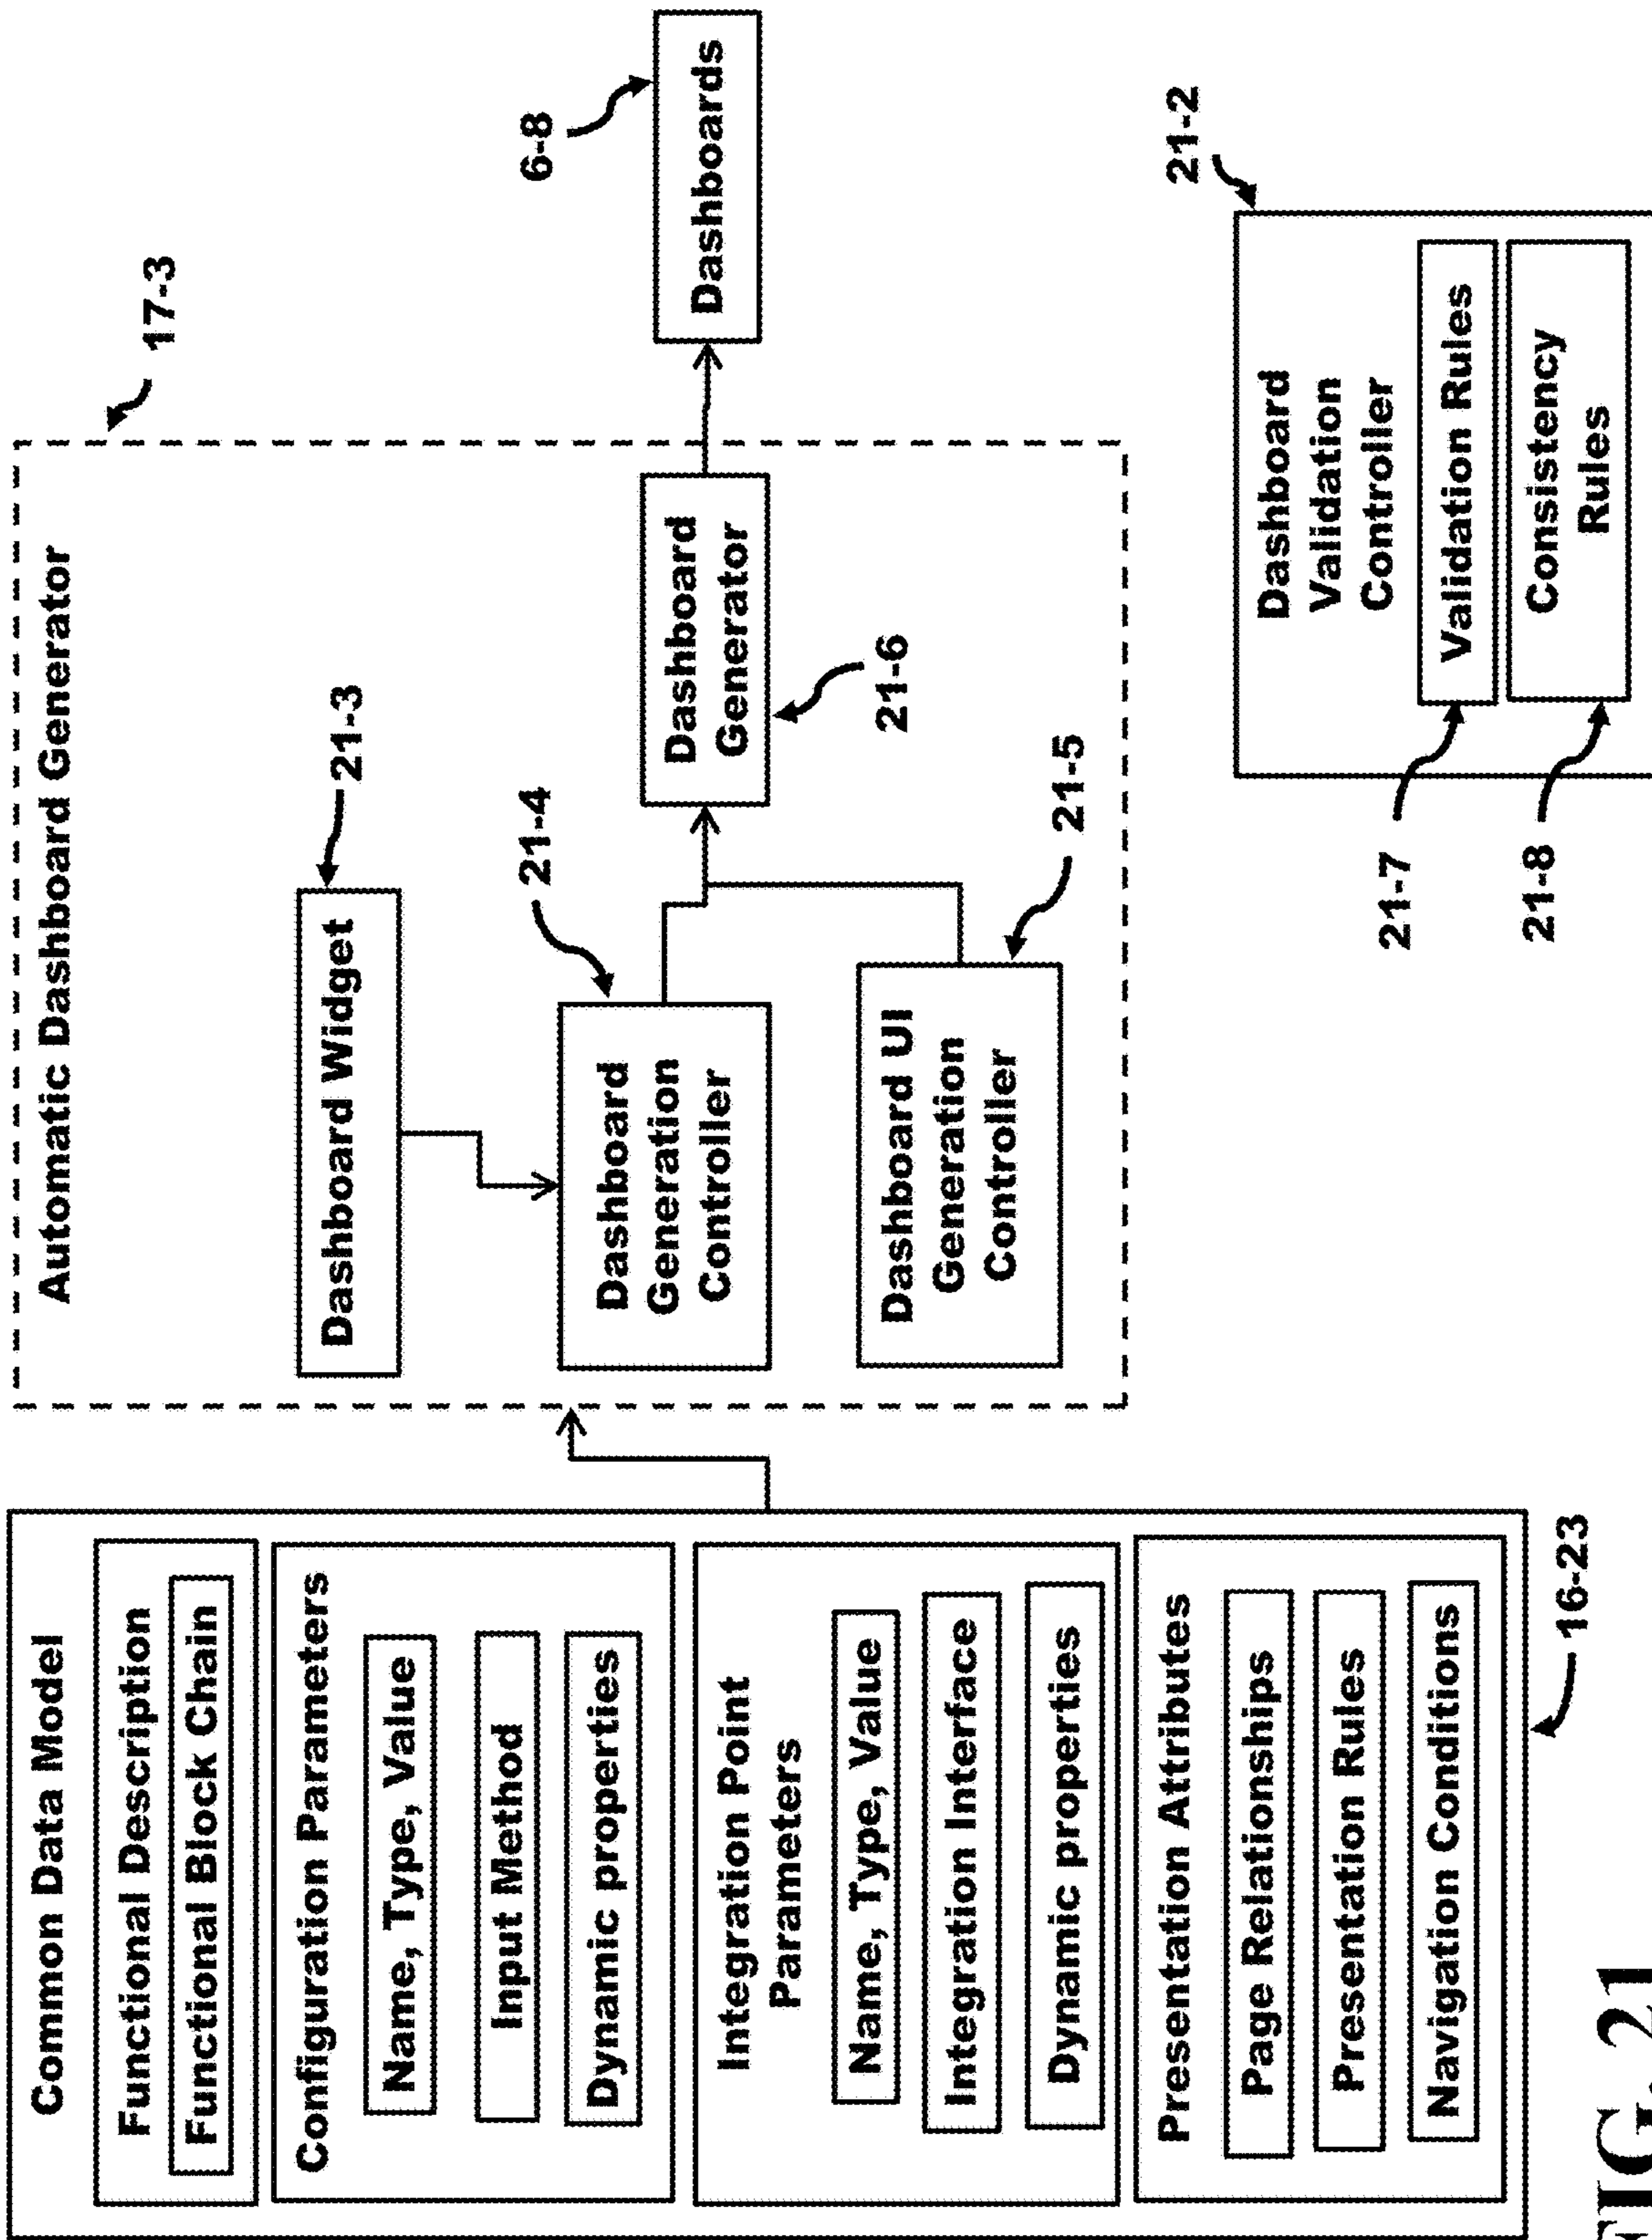 Common Data Model
Functional Description
Functional Block Chain
Configuration Parameters
Name, Type, Value
Input Method
Dynamic properties
Integration Point
Parameters
Name, Type, Value
Integration Interface
Dynamic properties
Presentation Attributes
Page Relationships
Presentation Rules
Navigation Conditions
16-23
Automatic Dashboard Generator
17-3
Dashboard Widget
21-3
Dashboard
Generation
Controller
21-4
Dashboard UI
Generation
Controller
21-5
Dashboard
Generator
21-6
Dashboards
6-8
Dashboard
Validation
Controller
21-2
Validation Rules
21-7
Consistency
Rules
21-8
FIG. 21